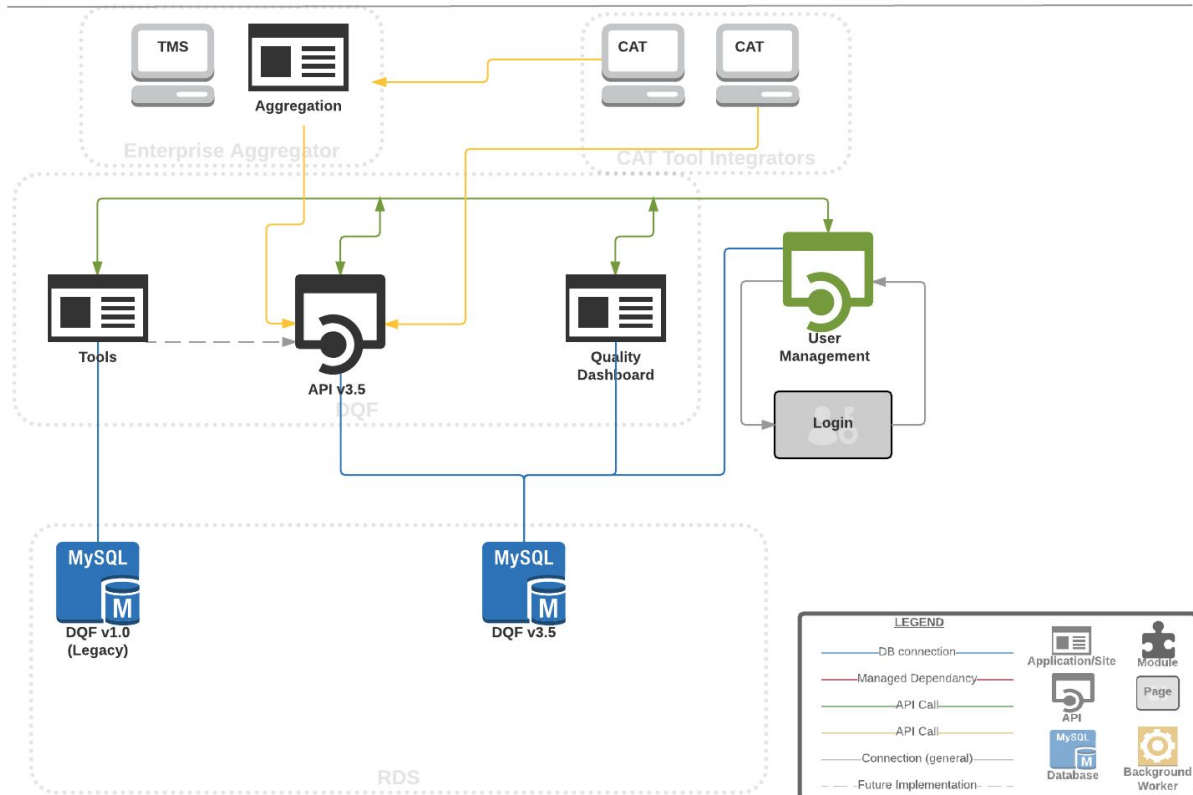 TMS
Aggregation
CAT
CAT
Enterprise Aggregator
CAT Tool Integrators
Tools
API v3.5
Quality
Dashboard
User
Management
DQF
Login
MySQL
M
DQF v1.0
(Legacy)
MySQL
M
DQF v3.5
RDS
LEGEND
DB connection
Managed Dependancy
API Call
API Call
Connection (general)
Future Implementation
Application/Site
Module
API
Page
MySQL
M
Database
Background
Worker